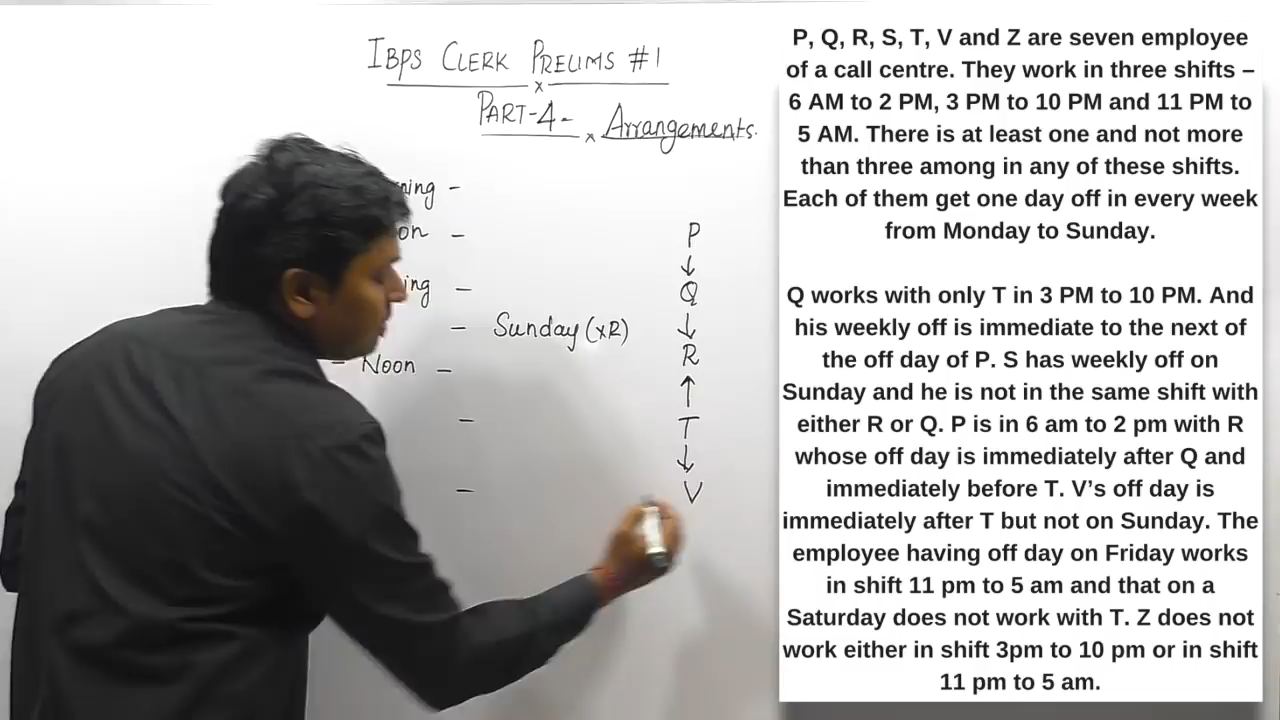 IBPS CLERK PRELIMS #1
PART-4- Arrangements.
ning -
on -
ing -
- Sunday (xR)
- Noon -
-
-
P
↓
Q
↓
R
↑
T
↓
V
P, Q, R, S, T, V and Z are seven employee
of a call centre. They work in three shifts –
6 AM to 2 PM, 3 PM to 10 PM and 11 PM to
5 AM. There is at least one and not more
than three among in any of these shifts.
Each of them get one day off in every week
from Monday to Sunday.
Q works with only T in 3 PM to 10 PM. And
his weekly off is immediate to the next of
the off day of P. S has weekly off on
Sunday and he is not in the same shift with
either R or Q. P is in 6 am to 2 pm with R
whose off day is immediately after Q and
immediately before T. V's off day is
immediately after T but not on Sunday. The
employee having off day on Friday works
in shift 11 pm to 5 am and that on a
Saturday does not work with T. Z does not
work either in shift 3pm to 10 pm or in shift
11 pm to 5 am.